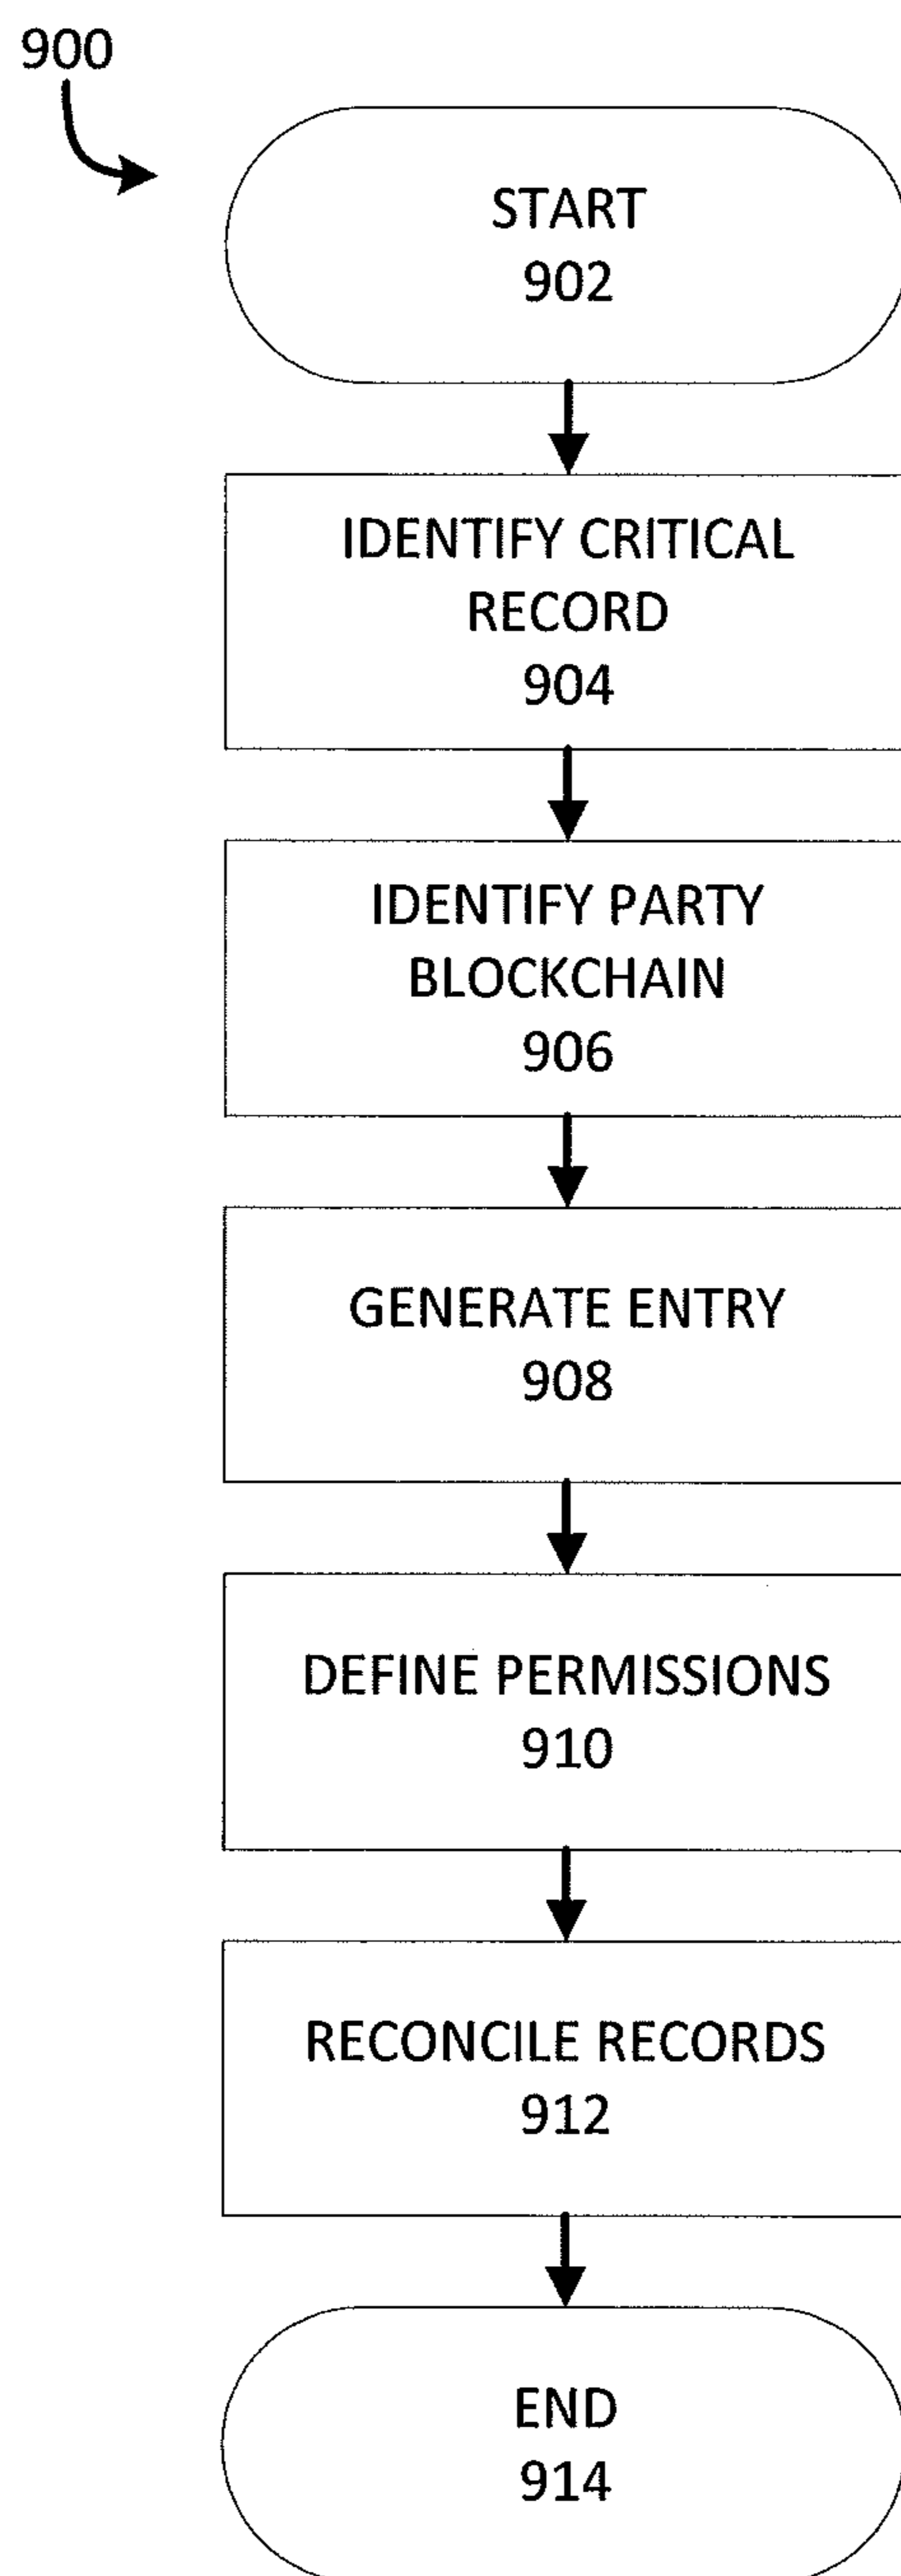 900
START
902
IDENTIFY CRITICAL
RECORD
904
IDENTIFY PARTY
BLOCKCHAIN
906
GENERATE ENTRY
908
DEFINE PERMISSIONS
910
RECONCILE RECORDS
912
END
914